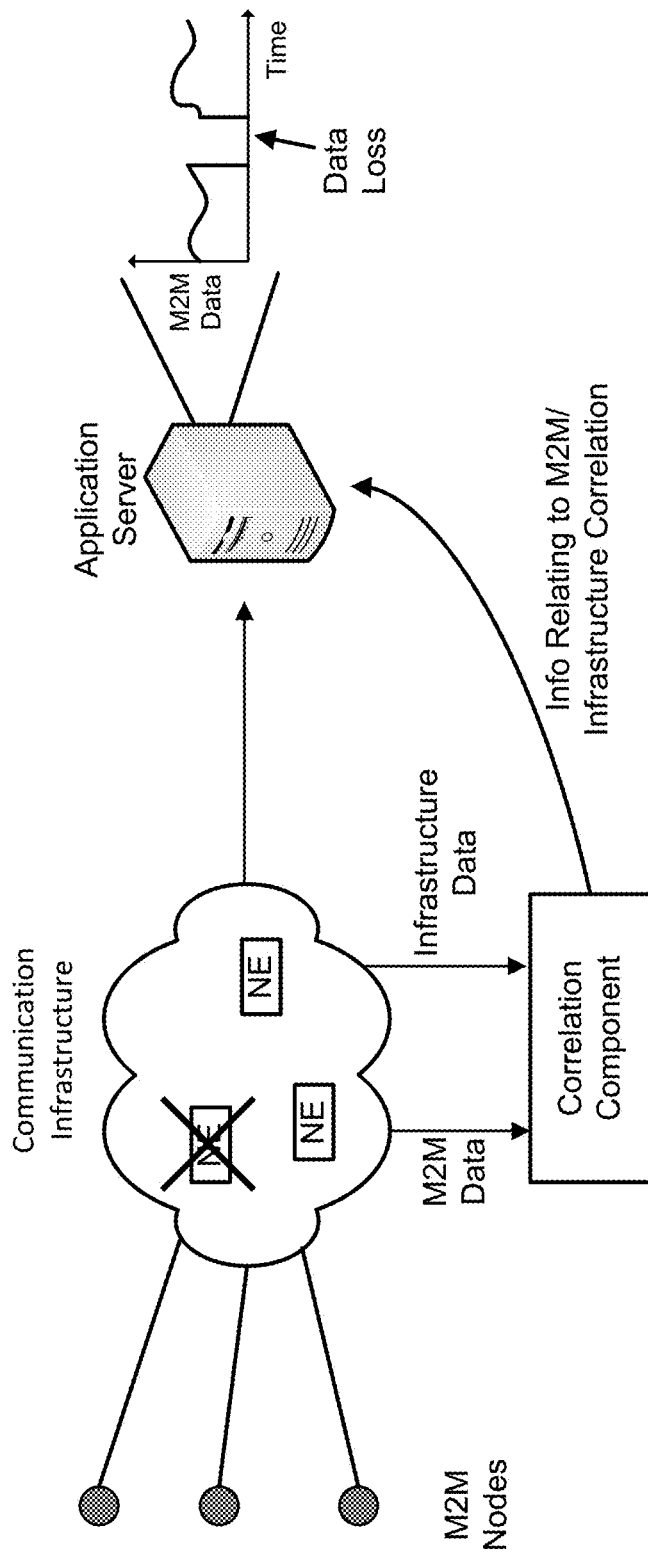 M2M
Nodes
Communication
Infrastructure
NE
NE
NE
M2M
Data
Infrastructure
Data
Correlation
Component
Info Relating to M2M/
Infrastructure Correlation
Application
Server
M2M
Data
Time
Data
Loss